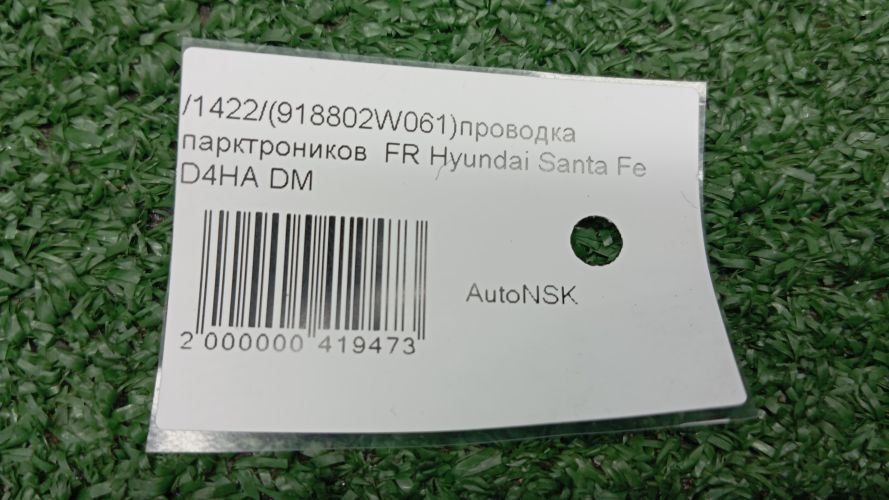 /1422/(918802W061)проводка
парктроников FR Hyundai Santa Fe
D4HA DM
AutoNSK
2 000000 419473